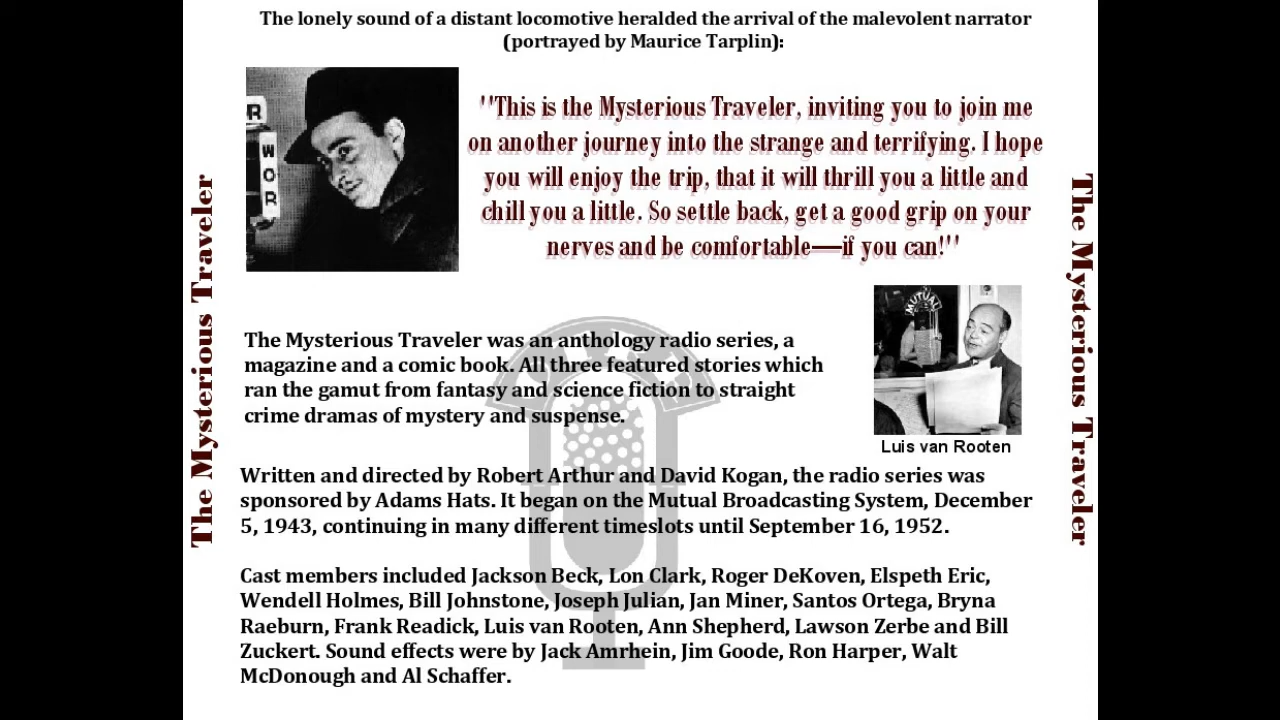 The lonely sound of a distant locomotive heralded the arrival of the malevolent narrator
(portrayed by Maurice Tarplin):
R
W
O
R
"This is the Mysterious Traveler, inviting you to join me
on another journey into the strange and terrifying. I hope
you will enjoy the trip, that it will thrill you a little and
chill you a little. So settle back, get a good grip on your
nerves and be comfortable—if you can!"
The Mysterious Traveler
The Mysterious Traveler
MUTUAL
Luis van Rooten
The Mysterious Traveler was an anthology radio series, a
magazine and a comic book. All three featured stories which
ran the gamut from fantasy and science fiction to straight
crime dramas of mystery and suspense.
Written and directed by Robert Arthur and David Kogan, the radio series was
sponsored by Adams Hats. It began on the Mutual Broadcasting System, December
5, 1943, continuing in many different timeslots until September 16, 1952.
Cast members included Jackson Beck, Lon Clark, Roger DeKoven, Elspeth Eric,
Wendell Holmes, Bill Johnstone, Joseph Julian, Jan Miner, Santos Ortega, Bryna
Raeburn, Frank Readick, Luis van Rooten, Ann Shepherd, Lawson Zerbe and Bill
Zuckert. Sound effects were by Jack Amrhein, Jim Goode, Ron Harper, Walt
McDonough and Al Schaffer.